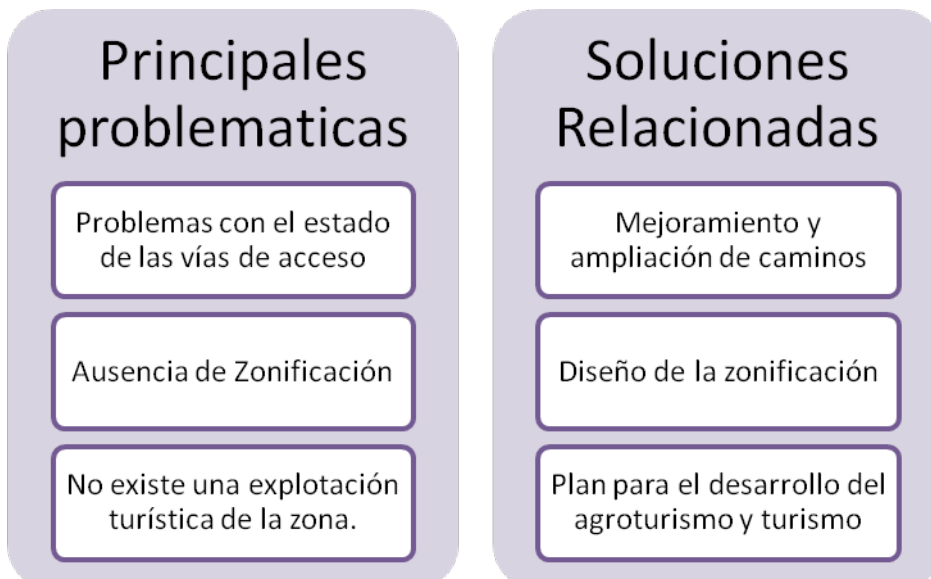 Principales
problematicas
Problemas con el estado
de las vías de acceso
Ausencia de Zonificación
No existe una explotación
turística de la zona.
Soluciones
Relacionadas
Mejoramiento y
ampliación de caminos
Diseño de la zonificación
Plan para el desarrollo del
agroturismo y turismo